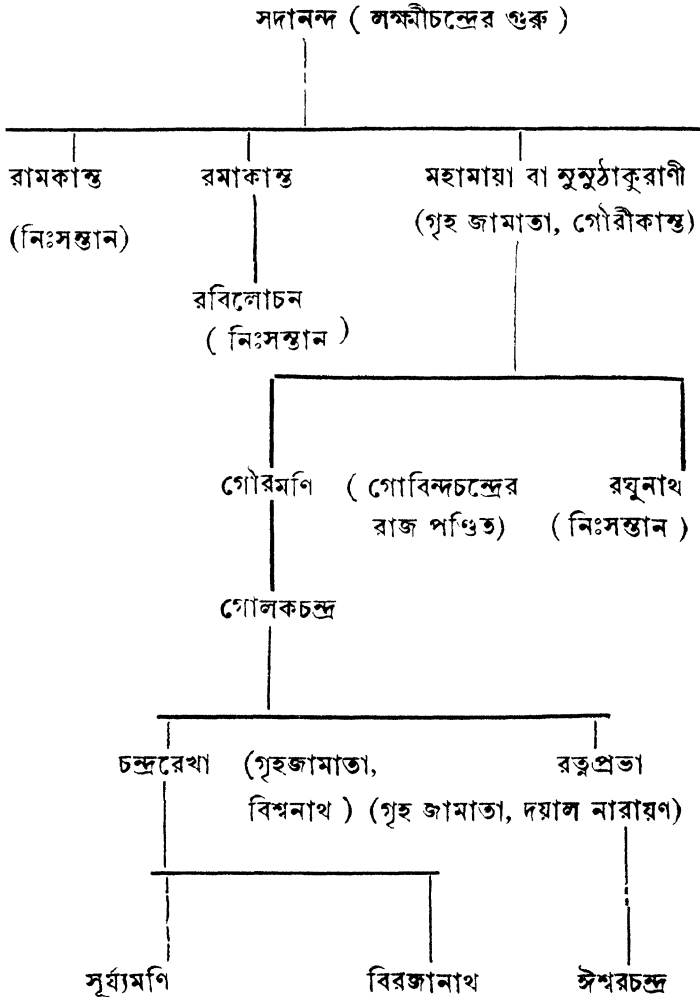 সদানন্দ ( লক্ষ্মীচন্দ্রের গুরু )
রামকান্ত রমাকান্ত মহামায়া বা নুনুঠাকুরাণী
(নিঃসন্তান) (গৃহ জামাতা, গৌরীকান্ত)
রবিলোচন
( নিঃসন্তান )
গৌরমণি ( গোবিন্দচন্দ্রের রঘুনাথ
রাজ পণ্ডিত) ( নিঃসন্তান )
গোলকচন্দ্র
চন্দ্ররেখা (গৃহজামাতা, রত্নপ্রভা
বিশ্বনাথ ) (গৃহ জামাতা, দয়াল নারায়ণ)
সূর্য্যমণি বিরজানাথ ঈশ্বরচন্দ্র